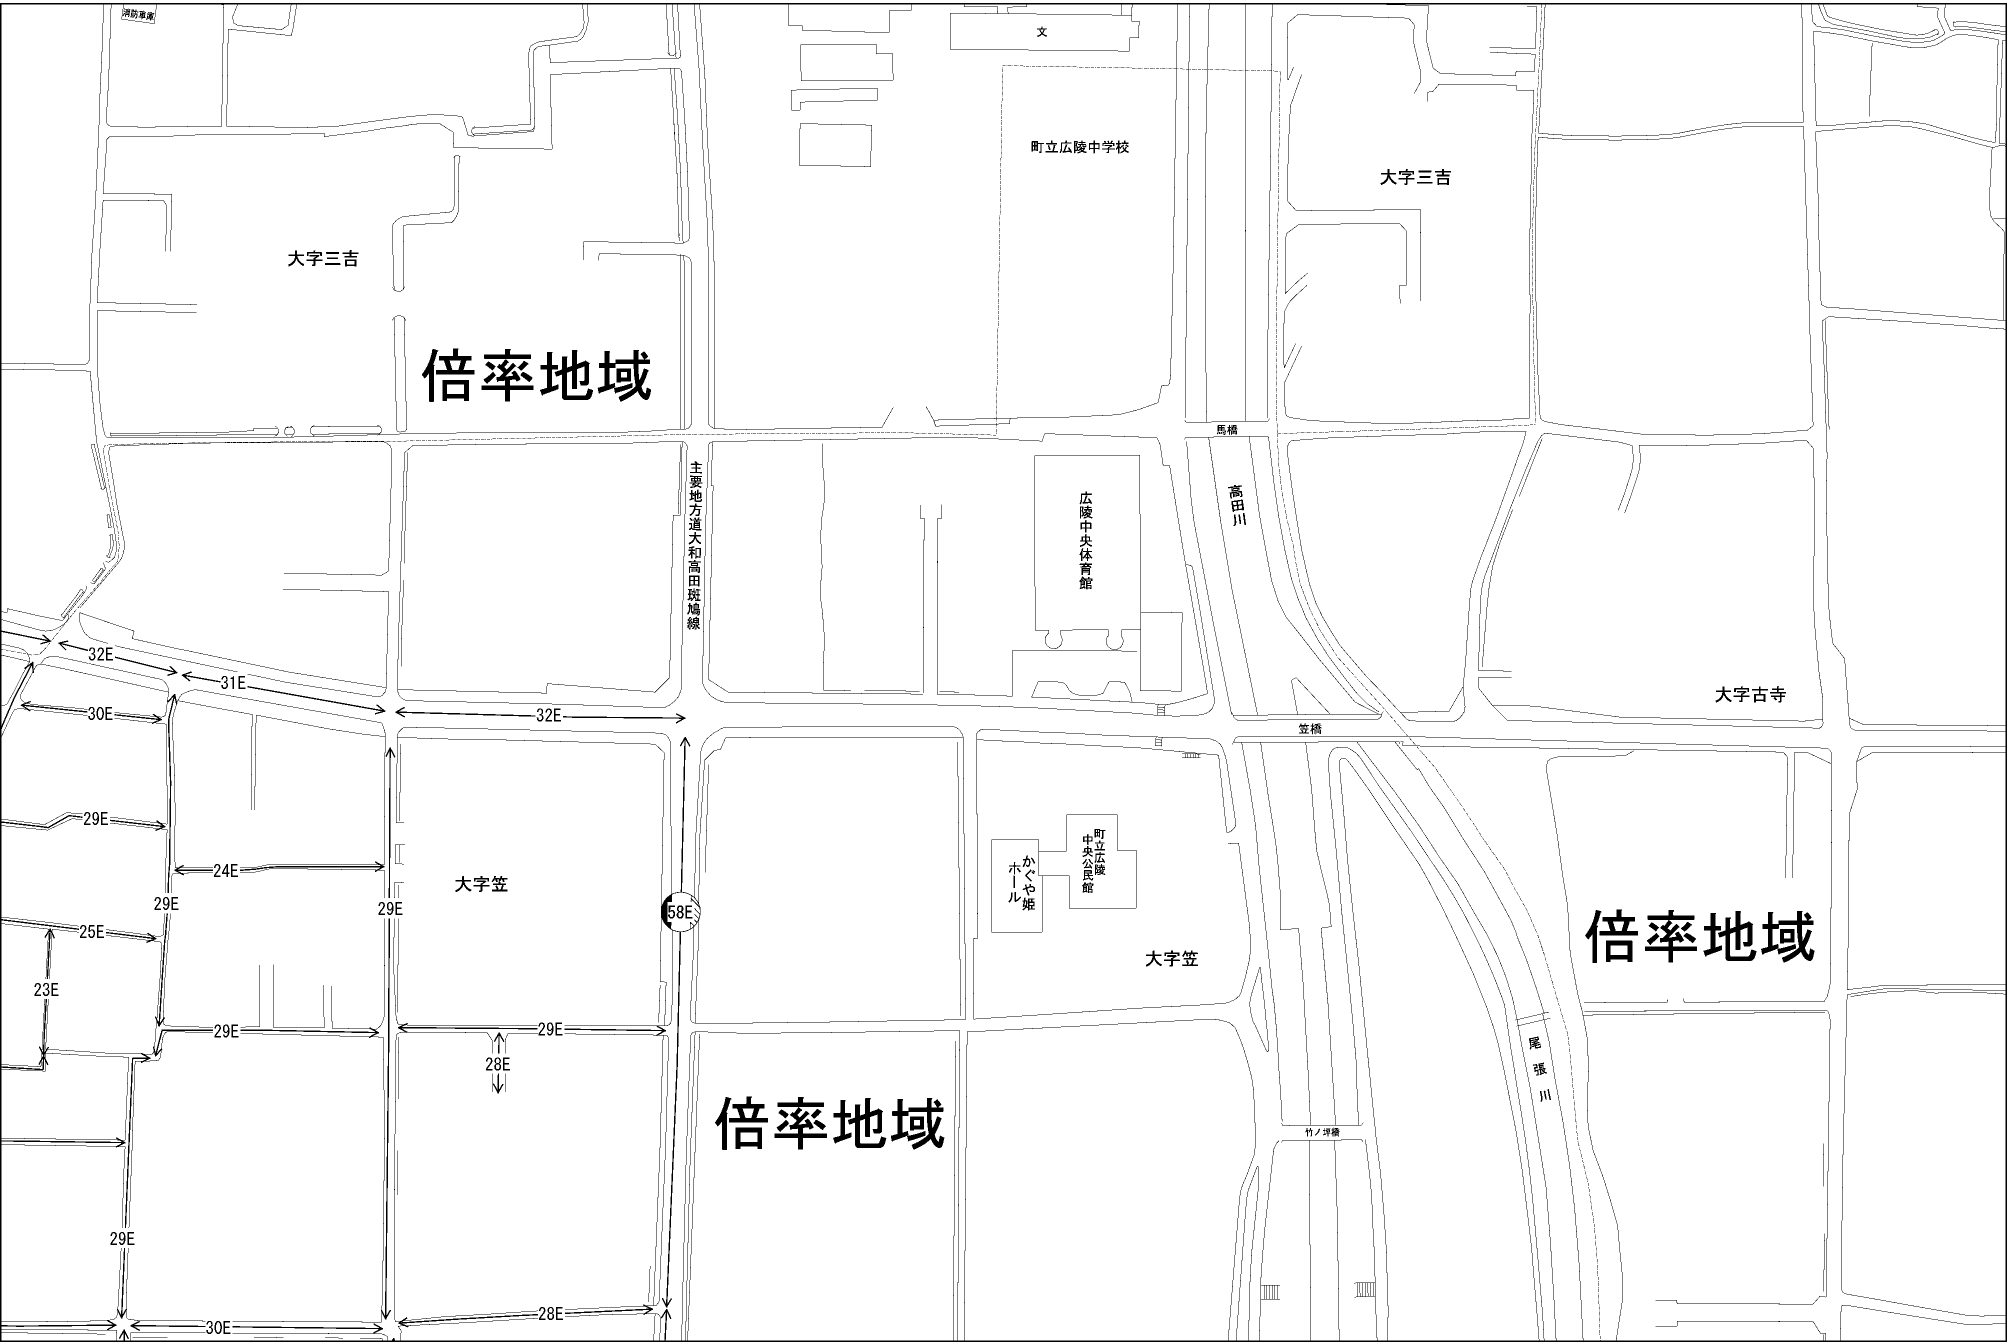 消防車庫
文
町立広陵中学校
大字三吉
大字三吉
倍率地域
馬橋
主要地方道大和高田斑鳩線
広陵中央体育館
高田川
32E
31E
30E
32E
大字古寺
笠橋
29E
24E
29E
29E
大字笠
58E
かぐや姫
ホール
町立広陵
中央公民館
25E
23E
大字笠
倍率地域
29E
29E
28E
尾張川
倍率地域
竹ノ坪橋
29E
30E
28E